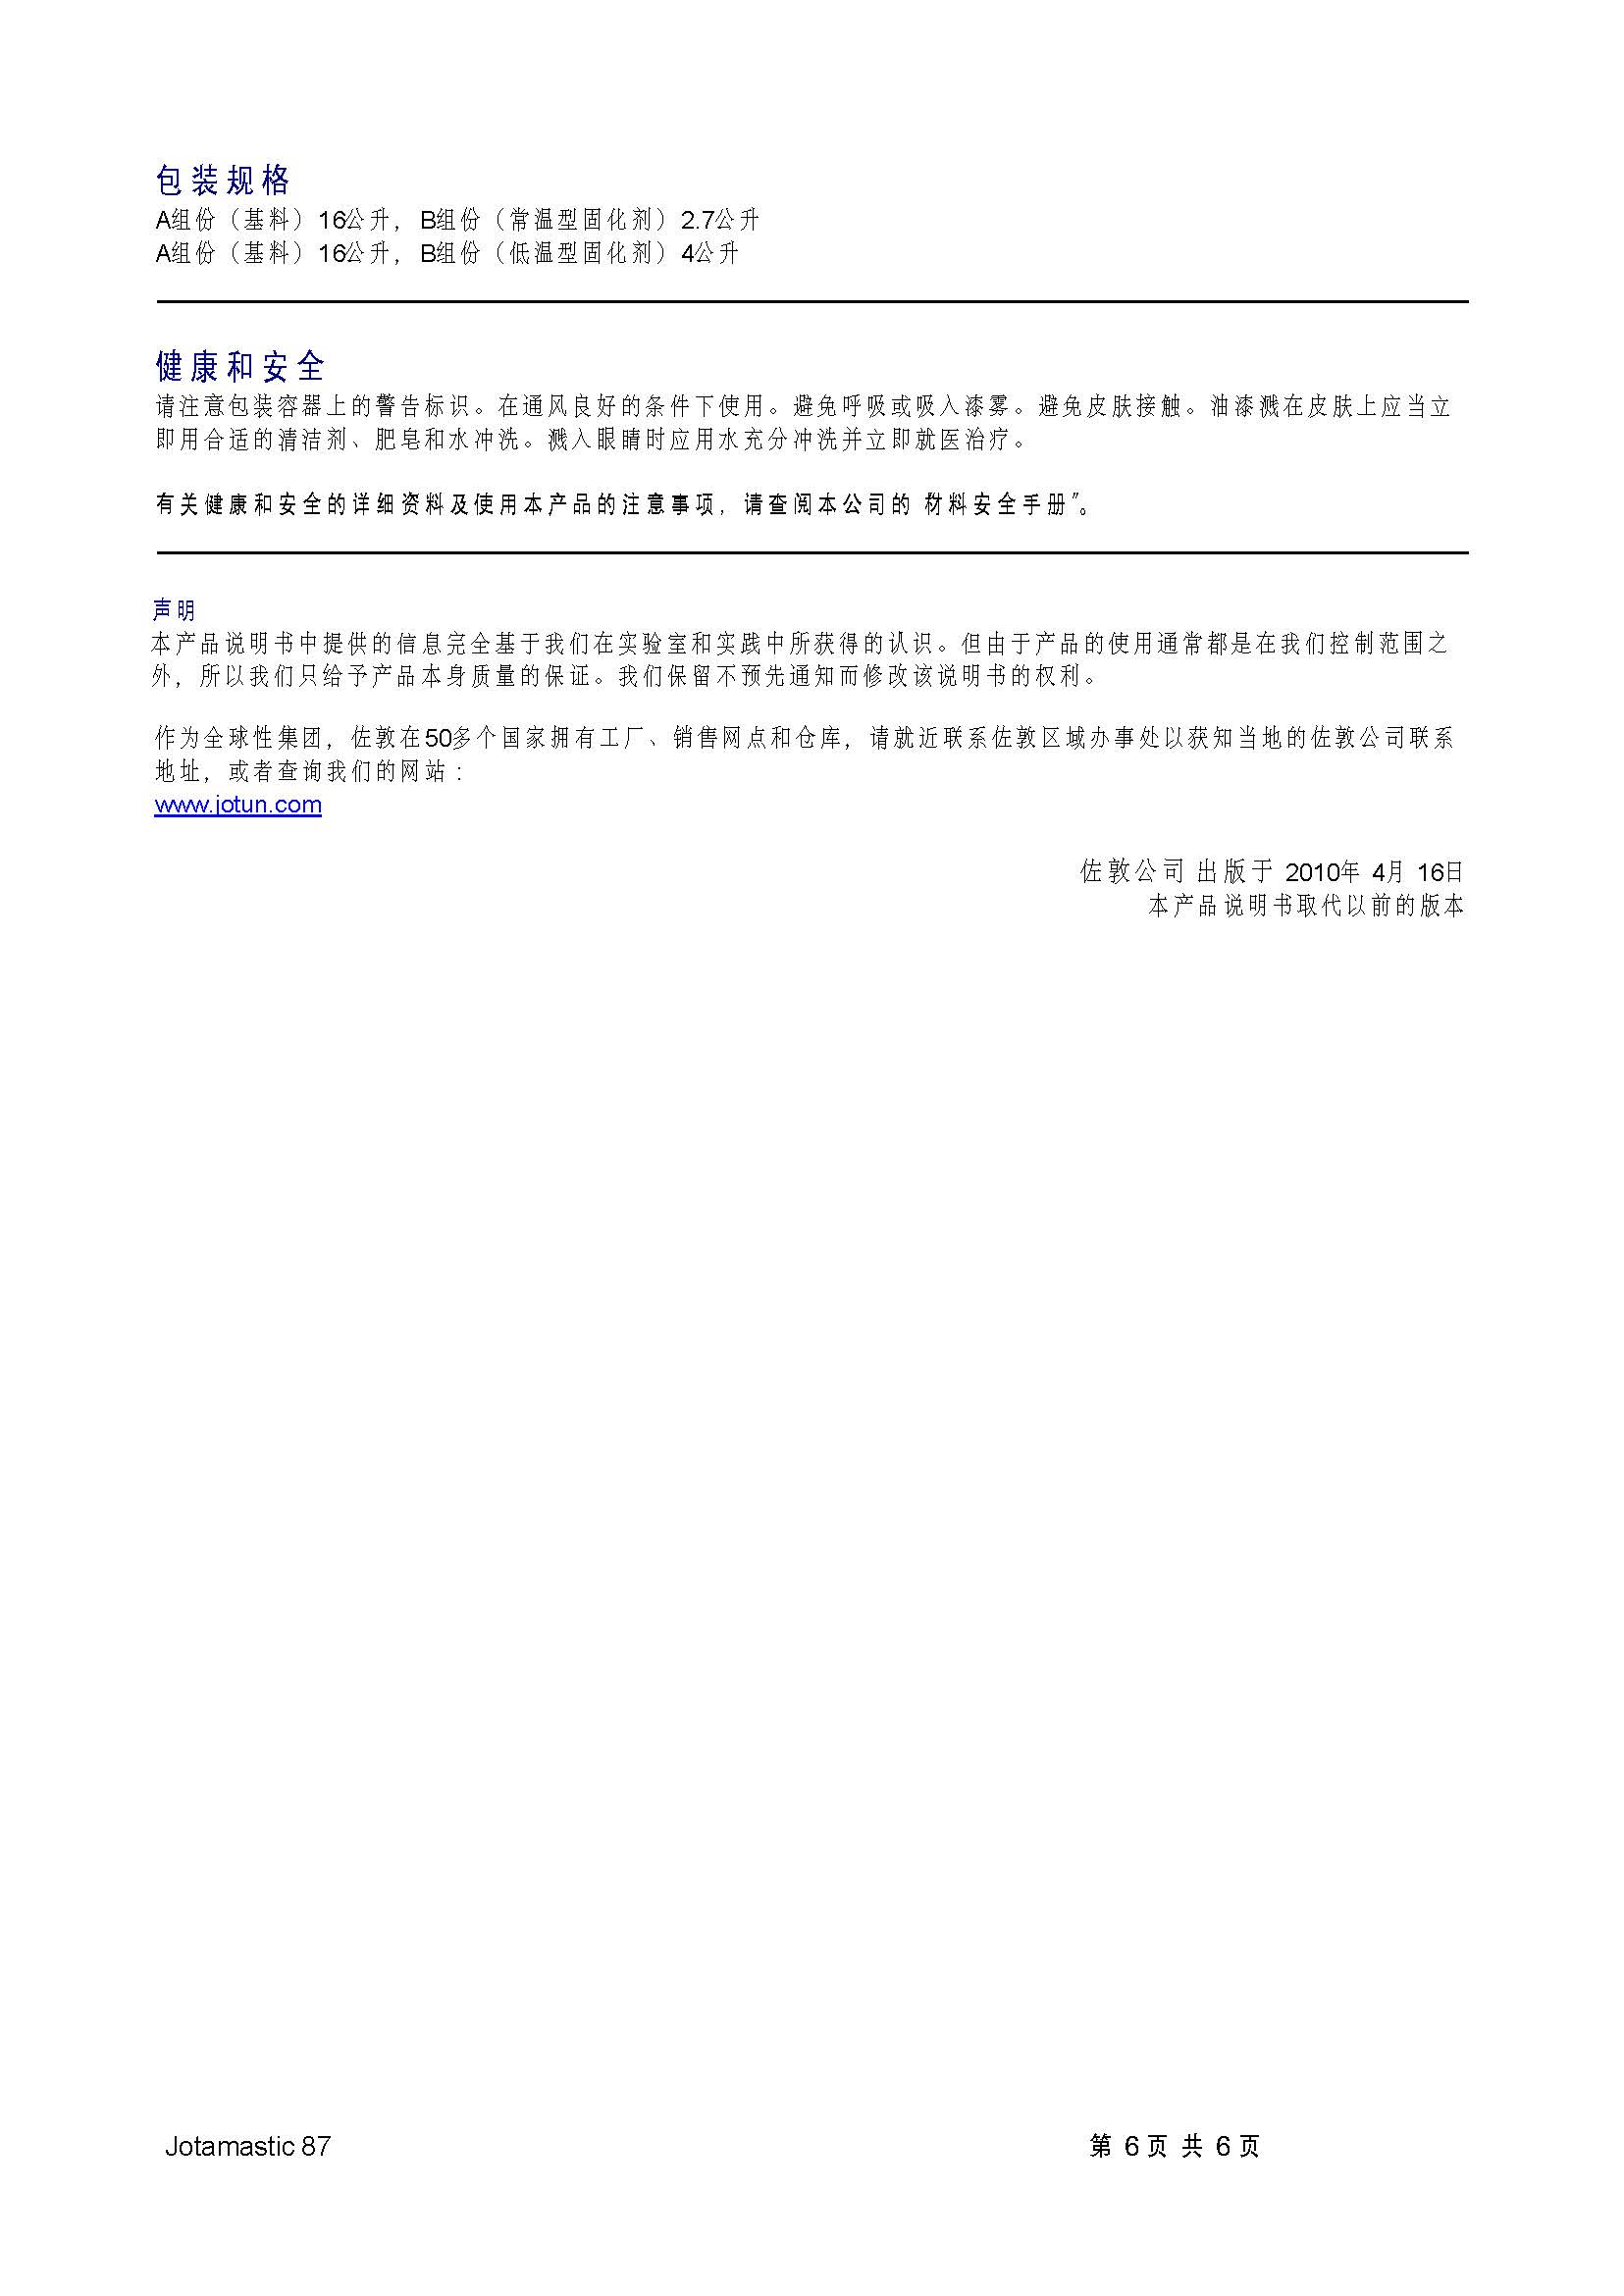 包装规格
A组份（基料）16公升，B组份（常温型固化剂）2.7公升
A组份（基料）16公升，B组份（低温型固化剂）4公升
健康和安全
请注意包装容器上的警告标识。在通风良好的条件下使用。避免呼吸或吸入漆雾。避免皮肤接触。油漆溅在皮肤上应当立
即用合适的清洁剂、肥皂和水冲洗。溅入眼睛时应用水充分冲洗并立即就医治疗。
有关健康和安全的详细资料及使用本产品的注意事项，请查阅本公司的 材料安全手册”。
声明
本产品说明书中提供的信息完全基于我们在实验室和实践中所获得的认识。但由于产品的使用通常都是在我们控制范围之
外，所以我们只给予产品本身质量的保证。我们保留不预先通知而修改该说明书的权利。
作为全球性集团，佐敦在50多个国家拥有工厂、销售网点和仓库，请就近联系佐敦区域办事处以获知当地的佐敦公司联系
地址，或者查询我们的网站：
www.jotun.com
佐敦公司 出版于 2010年 4月 16日
本产品说明书取代以前的版本
Jotamastic 87 第 6 页 共 6 页